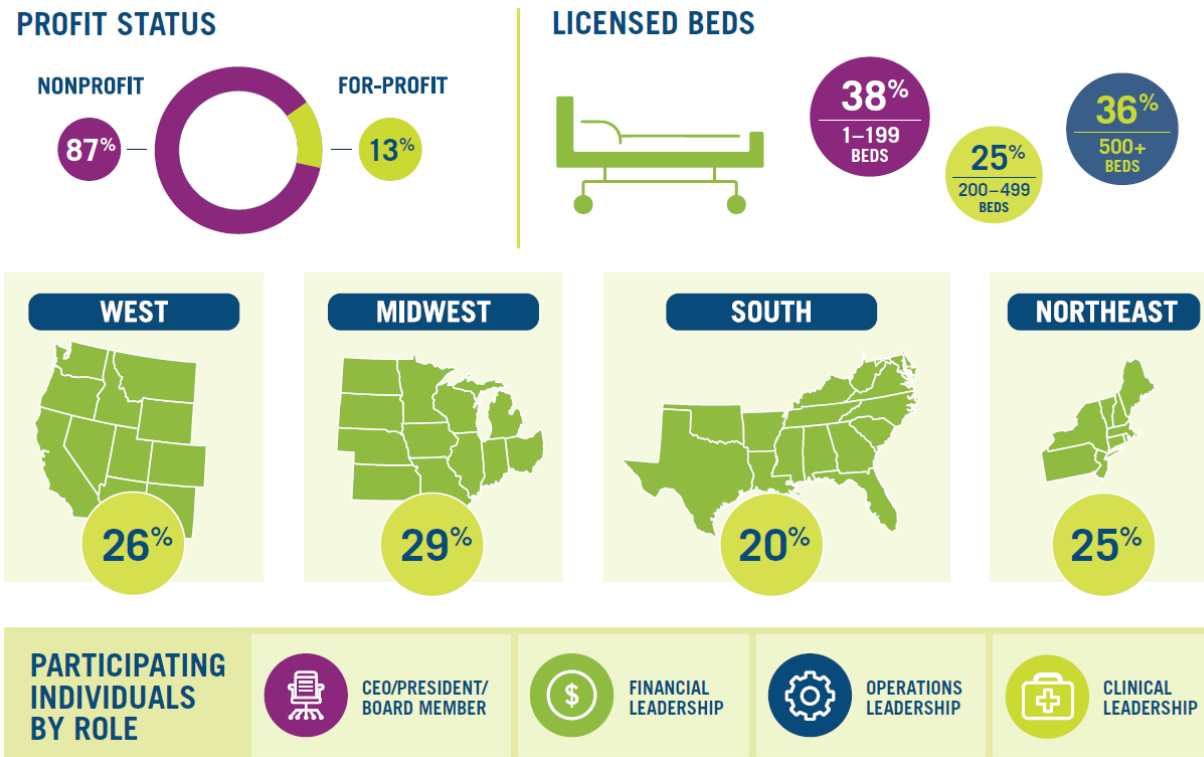 PROFIT STATUS
NONPROFIT
87%
FOR-PROFIT
13%
LICENSED BEDS
38%
1–199
BEDS
25%
200–499
BEDS
36%
500+
BEDS
WEST
26%
MIDWEST
29%
SOUTH
20%
NORTHEAST
25%
PARTICIPATING
INDIVIDUALS
BY ROLE
CEO/PRESIDENT/
BOARD MEMBER
$
FINANCIAL
LEADERSHIP
OPERATIONS
LEADERSHIP
CLINICAL
LEADERSHIP